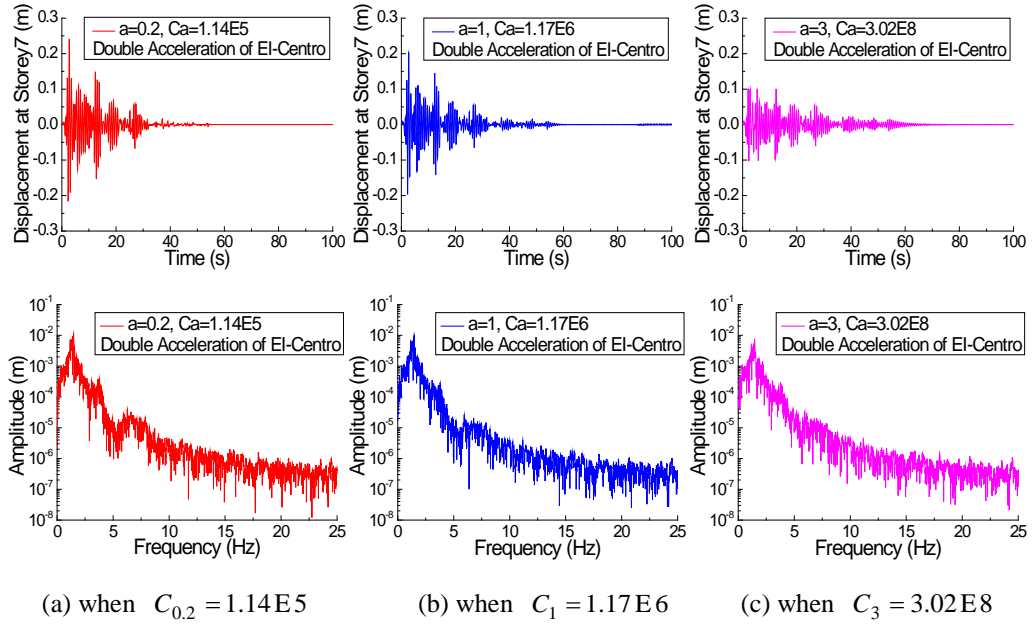 Displacement at Storey7 (m)
0.3
0.2
0.1
0.0
-0.1
-0.2
-0.3
a=0.2, Ca=1.14E5
Double Acceleration of EI-Centro
0 20 40 60 80 100
Time (s)
Displacement at Storey7 (m)
0.3
0.2
0.1
0.0
-0.1
-0.2
-0.3
a=1, Ca=1.17E6
Double Acceleration of EI-Centro
0 20 40 60 80 100
Time (s)
Displacement at Storey7 (m)
0.3
0.2
0.1
0.0
-0.1
-0.2
-0.3
a=3, Ca=3.02E8
Double Acceleration of EI-Centro
0 20 40 60 80 100
Time (s)
Amplitude (m)
10⁻¹
10⁻²
10⁻³
10⁻⁴
10⁻⁵
10⁻⁶
10⁻⁷
10⁻⁸
a=0.2, Ca=1.14E5
Double Acceleration of EI-Centro
0 5 10 15 20 25
Frequency (Hz)
Amplitude (m)
10⁻¹
10⁻²
10⁻³
10⁻⁴
10⁻⁵
10⁻⁶
10⁻⁷
10⁻⁸
a=1, Ca=1.17E6
Double Acceleration of EI-Centro
0 5 10 15 20 25
Frequency (Hz)
Amplitude (m)
10⁻¹
10⁻²
10⁻³
10⁻⁴
10⁻⁵
10⁻⁶
10⁻⁷
10⁻⁸
a=3, Ca=3.02E8
Double Acceleration of EI-Centro
0 5 10 15 20 25
Frequency (Hz)
(a) when C₀.₂ = 1.14E5
(b) when C₁ = 1.17E6
(c) when C₃ = 3.02E8